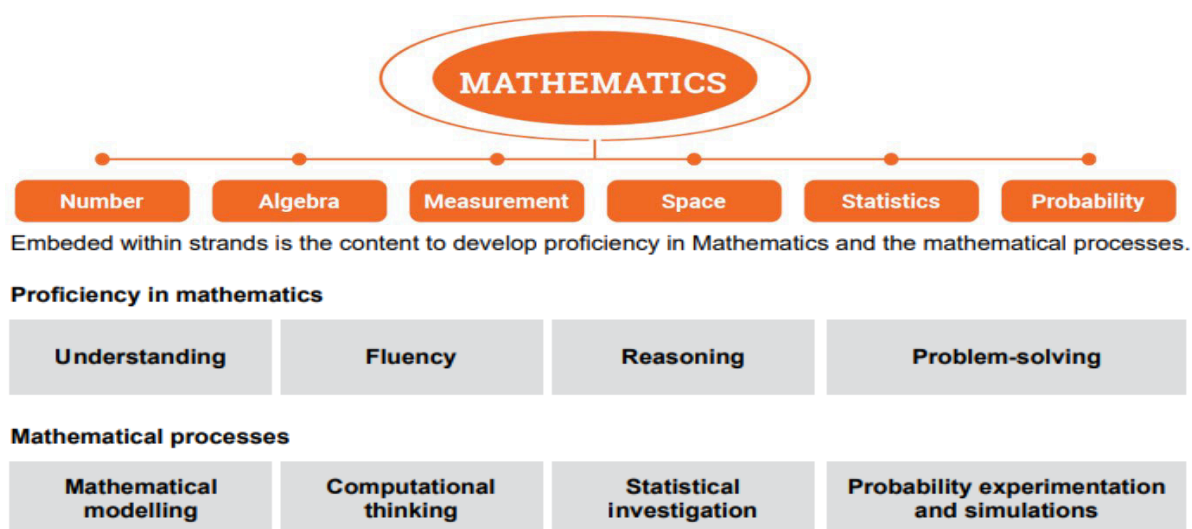 MATHEMATICS
Number
Algebra
Measurement
Space
Statistics
Probability
Embeded within strands is the content to develop proficiency in Mathematics and the mathematical processes.
Proficiency in mathematics
Understanding
Fluency
Reasoning
Problem-solving
Mathematical processes
Mathematical
modelling
Computational
thinking
Statistical
investigation
Probability experimentation
and simulations